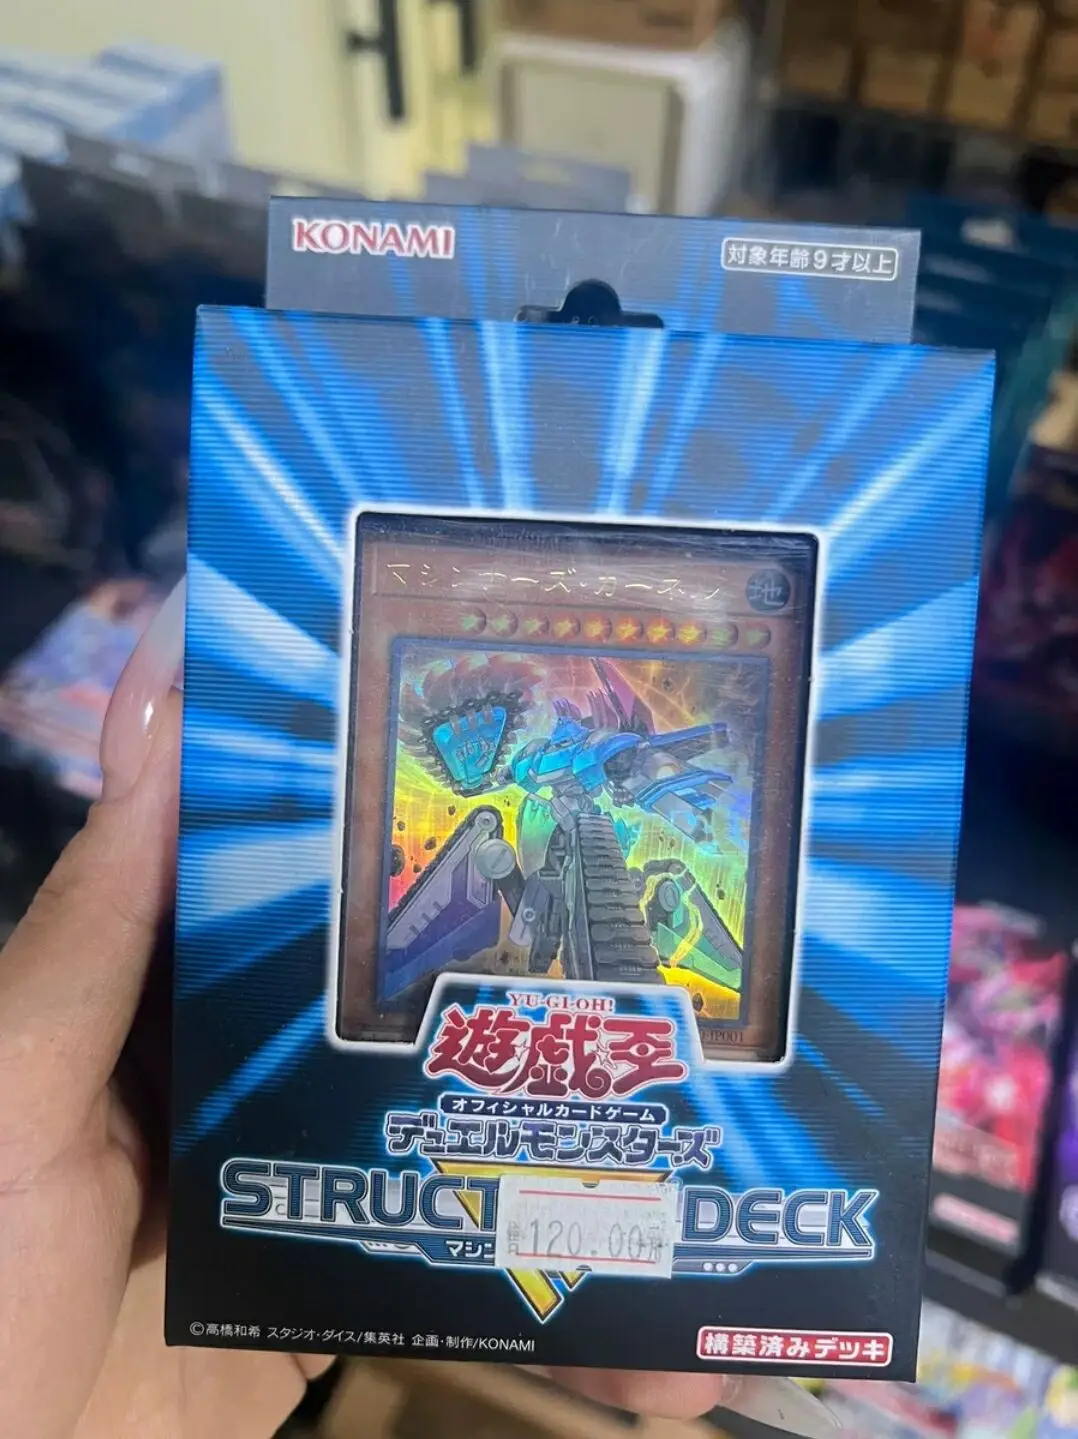 KONAMI
対象年齢9才以上
マシンナーズ・カーネル
地
JP001
YU-GI-OH!
遊戯王
オフィシャルカードゲーム
デュエルモンスターズ
STRUCT DECK
120.00
マシン
©高橋和希 スタジオ・ダイス/集英社 企画・制作/KONAMI
構築済みデッキ